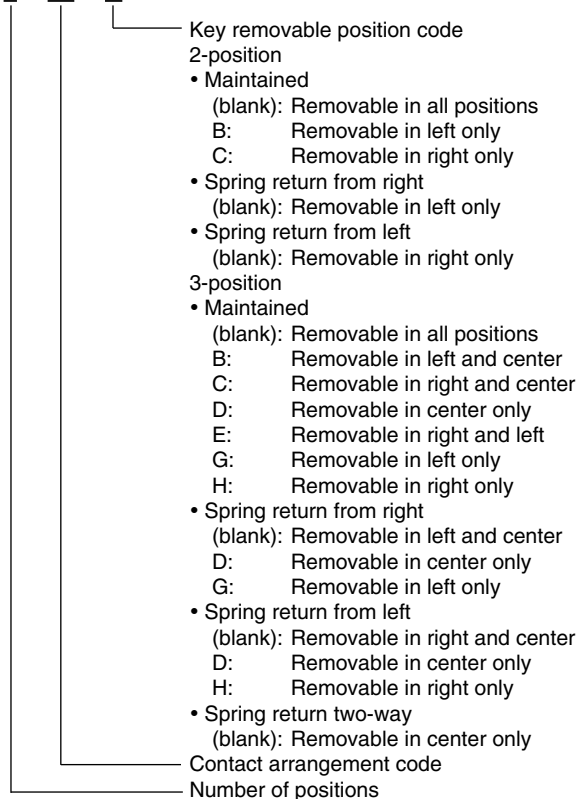 Key removable position code
2-position
• Maintained
(blank): Removable in all positions
B: Removable in left only
C: Removable in right only
• Spring return from right
(blank): Removable in left only
• Spring return from left
(blank): Removable in right only
3-position
• Maintained
(blank): Removable in all positions
B: Removable in left and center
C: Removable in right and center
D: Removable in center only
E: Removable in right and left
G: Removable in left only
H: Removable in right only
• Spring return from right
(blank): Removable in left and center
D: Removable in center only
G: Removable in left only
• Spring return from left
(blank): Removable in right and center
D: Removable in center only
H: Removable in right only
• Spring return two-way
(blank): Removable in center only
Contact arrangement code
Number of positions